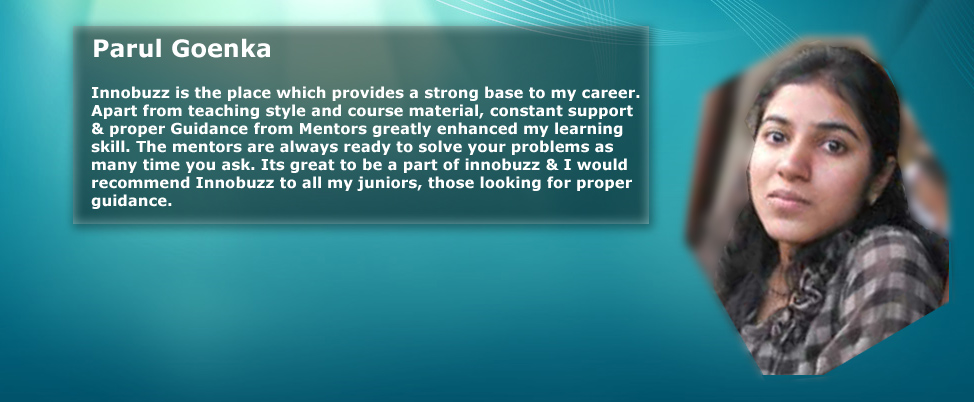 Parul Goenka
Innobuzz is the place which provides a strong base to my career.
Apart from teaching style and course material, constant support
& proper Guidance from Mentors greatly enhanced my learning
skill. The mentors are always ready to solve your problems as
many time you ask. Its great to be a part of innobuzz & I would
recommend Innobuzz to all my juniors, those looking for proper
guidance.